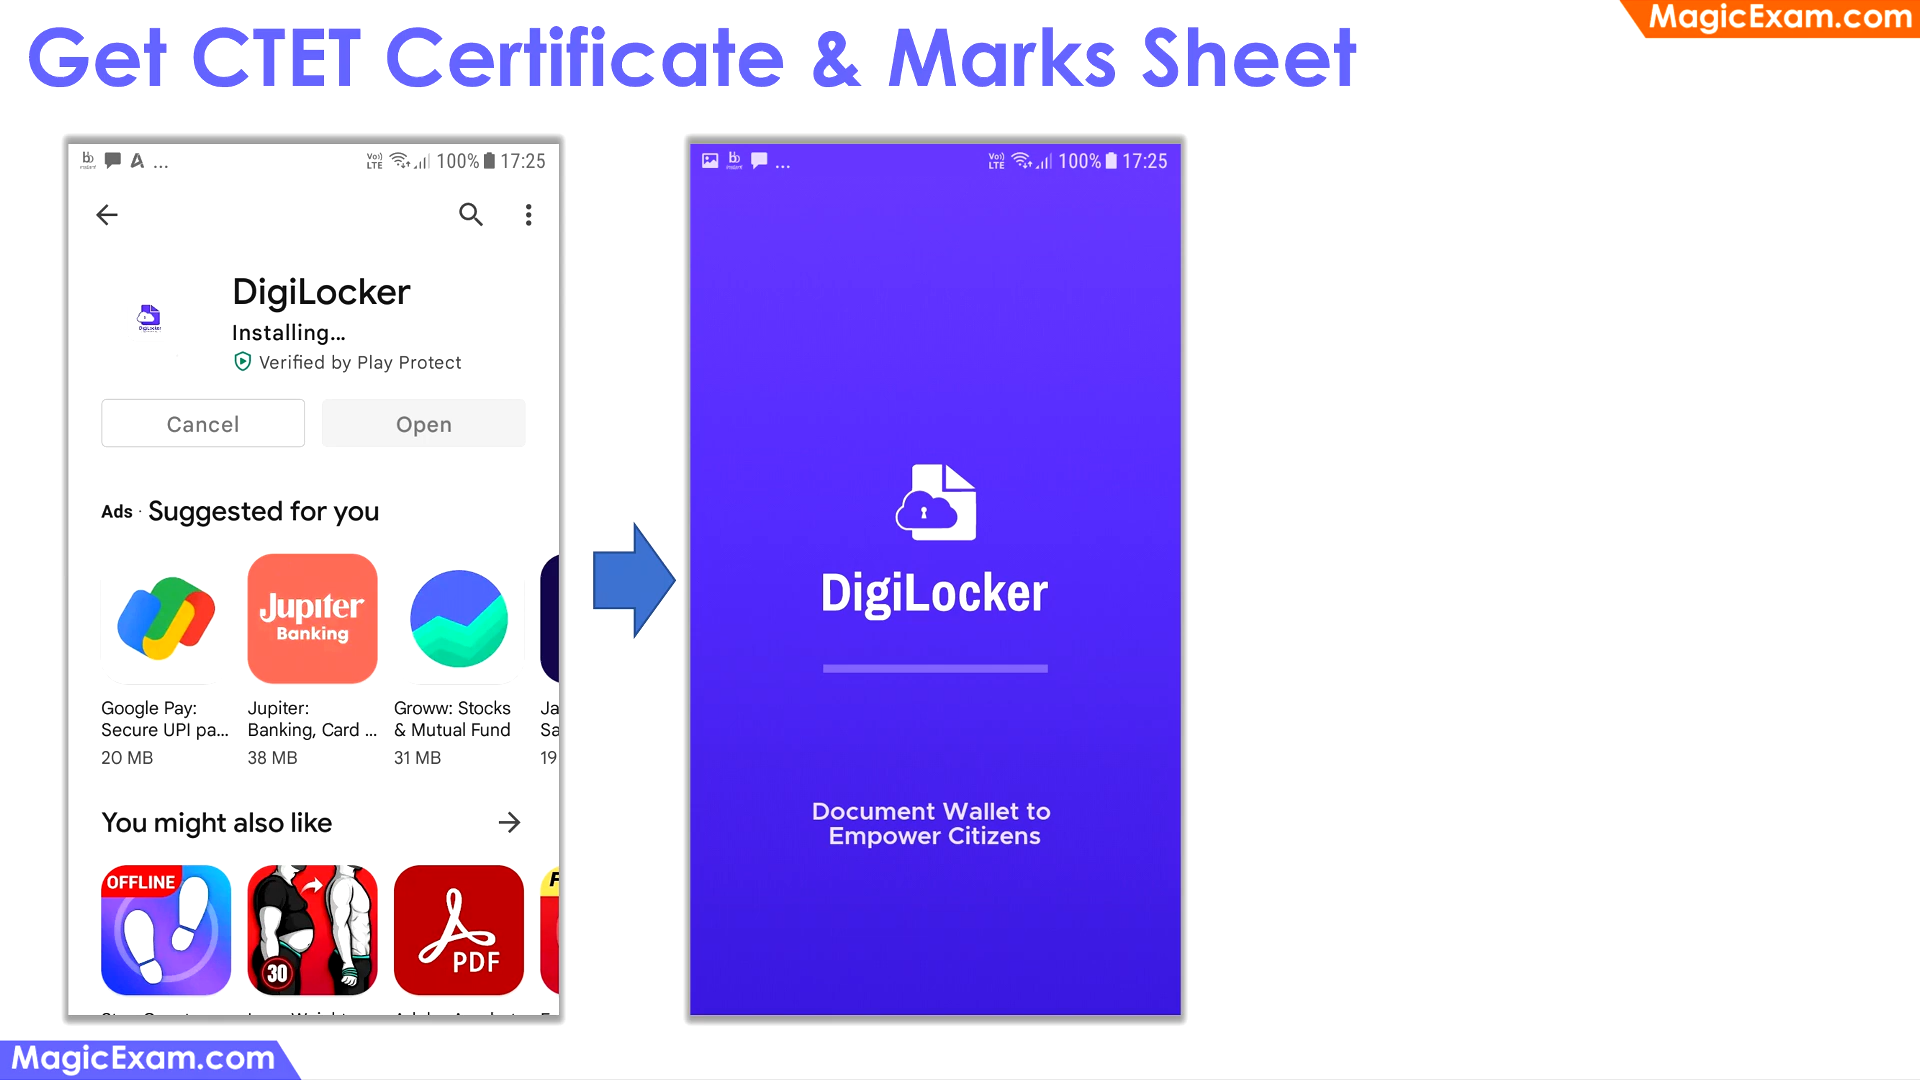 Get CTET Certificate & Marks Sheet
MagicExam.com
100% 17:25
DigiLocker
Installing...
Verified by Play Protect
Cancel
Open
Ads · Suggested for you
Jupiter
Banking
Google Pay:
Secure UPI pa...
20 MB
Jupiter:
Banking, Card ...
38 MB
Groww: Stocks
& Mutual Fund
31 MB
Ja
Sa
19
You might also like
OFFLINE
30
PDF
100% 17:25
DigiLocker
Document Wallet to
Empower Citizens
MagicExam.com